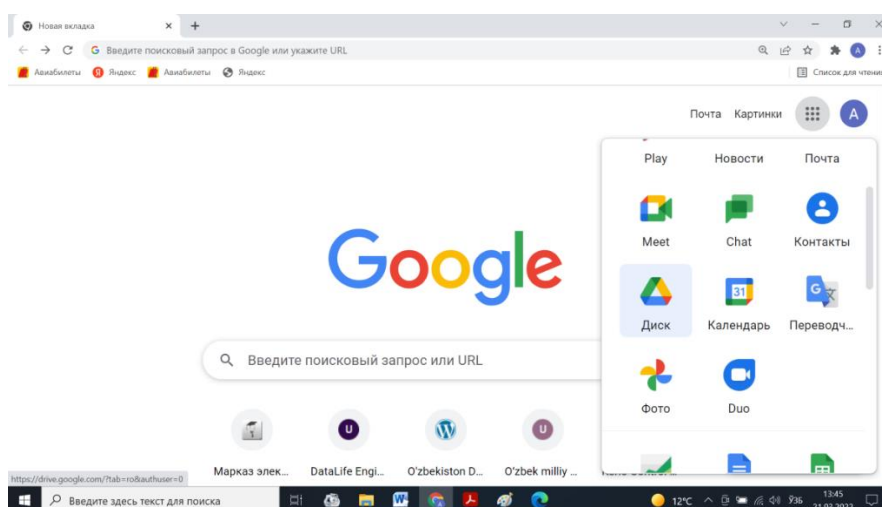 Новая вкладка
G Введите поисковый запрос в Google или укажите URL
A
Авиабилеты Яндекс Авиабилеты Яндекс Список для чтени
Почта Картинки A
Play Новости Почта
Meet Chat Контакты
Google
31 G
Диск Календарь Переводч...
Введите поисковый запрос или URL
Фото Duo
U U
Марказ элек... DataLife Engi... O'zbekiston D... O'zbek milliy ...
https://drive.google.com/?tab=ro&authuser=0
Введите здесь текст для поиска 12°C ЎЗБ 13:45